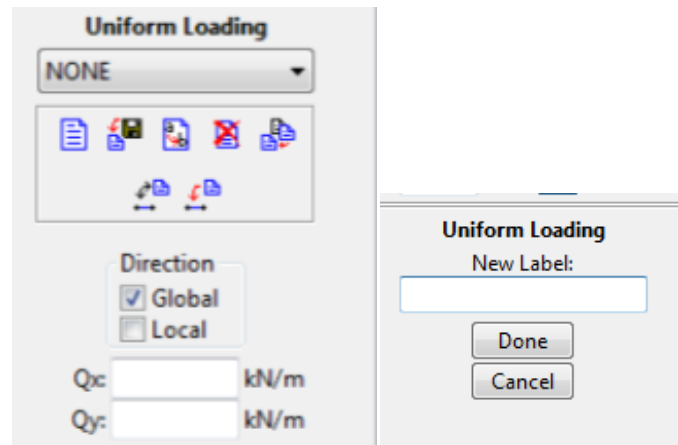 Uniform Loading
NONE
Direction
Global
Local
Qx: kN/m
Qy: kN/m
Uniform Loading
New Label:
Done
Cancel